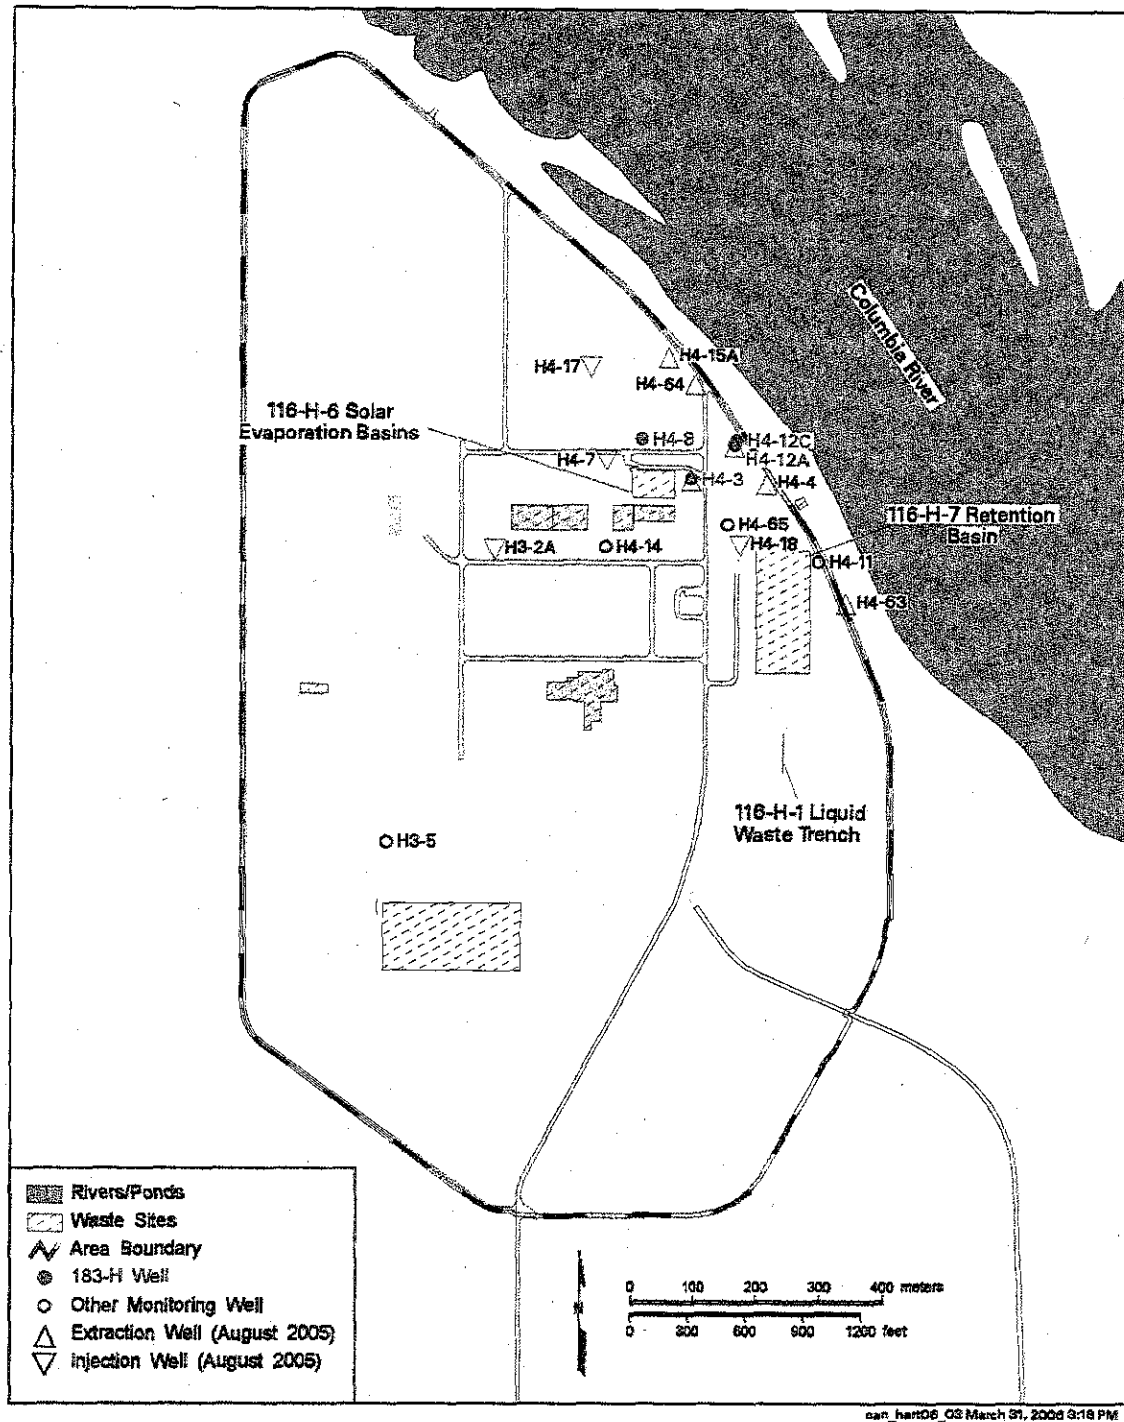 Columbia River
H4-17
H4-15A
H4-64
116-H-6 Solar
Evaporation Basins
H4-8
H4-12C
H4-12A
H4-7
H4-3
H4-4
116-H-7 Retention
Basin
H4-65
H3-2A
H4-14
H4-18
H4-11
H4-63
116-H-1 Liquid
Waste Trench
H3-5
Rivers/Ponds
Waste Sites
Area Boundary
183-H Well
Other Monitoring Well
Extraction Well (August 2005)
Injection Well (August 2005)
0 100 200 300 400 meters
0 300 600 900 1200 feet
March 31, 2006 3:18 PM